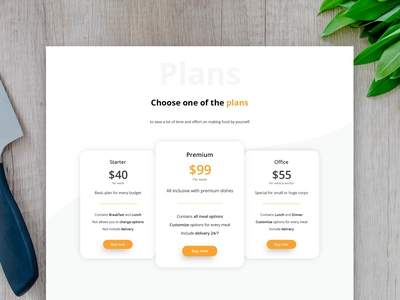 Plans
Choose one of the plans
to save a lot of time and effort on making food by yourself
Starter
$40
Per week
Basic plan for every budget
Contains Breakfast and Lunch
Not allows you to change options
Not include delivery
Buy now
Premium
$99
Per week
All inclusive with premium dishes
Contains all meal options
Customize options for every meal
Include delivery 24/7
Buy now
Office
$55
Per week & worker
Special for small or huge corps
Contains Lunch and Dinner
Customize options for every meal
Include delivery
Buy now